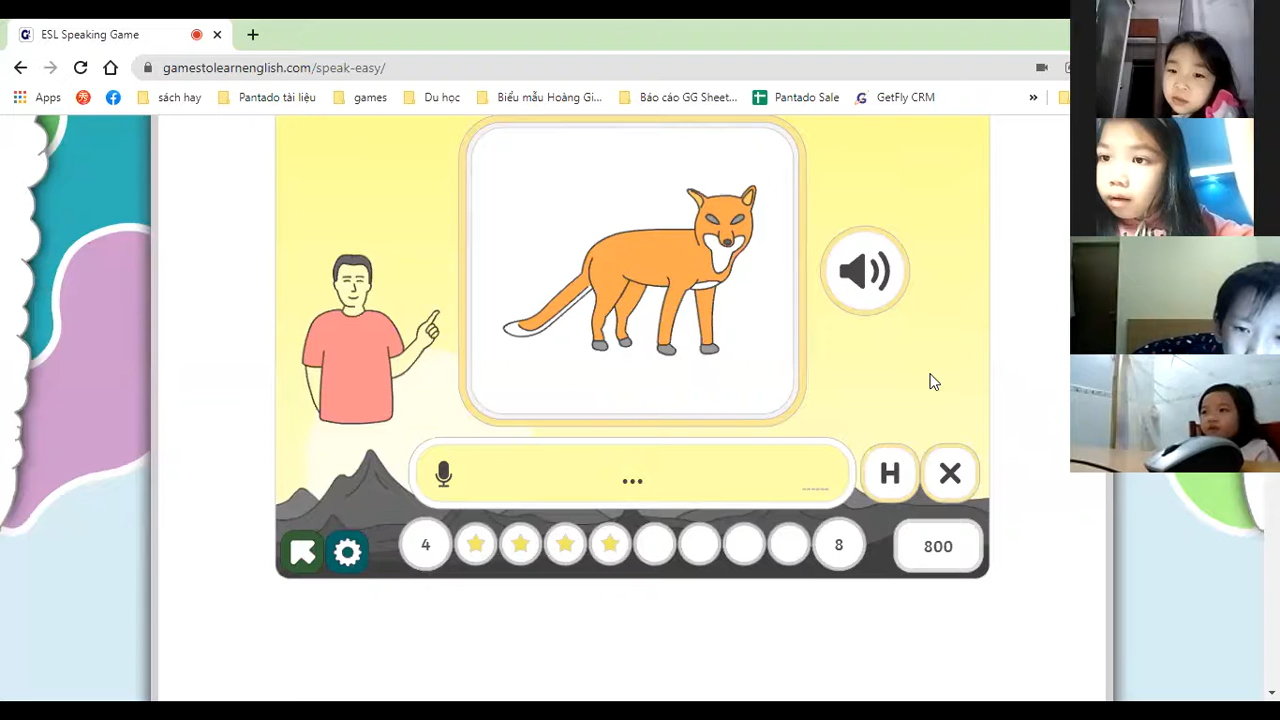 ESL Speaking Game
gamestolearnenglish.com/speak-easy/
Apps
sách hay
Pantado tài liệu
games
Du học
Biểu mẫu Hoàng Gi...
Báo cáo GG Sheet...
Pantado Sale
GetFly CRM
»
...
H
4
8
800